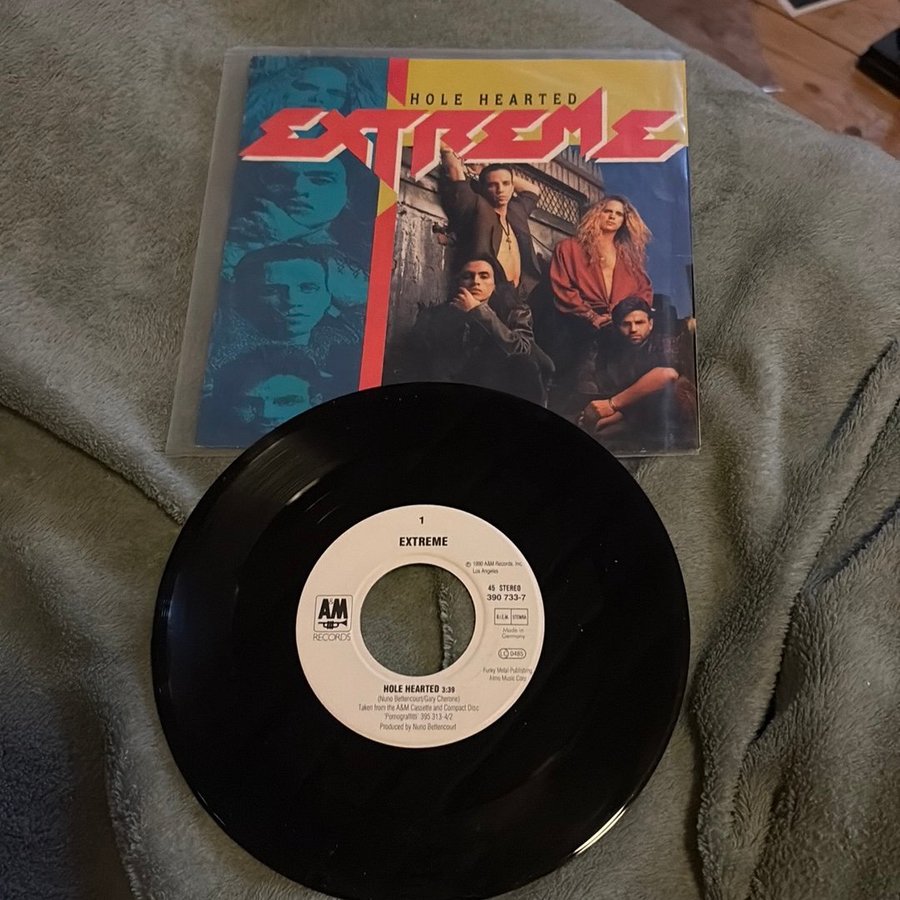 HOLE HEARTED
EXTREME
1
EXTREME
℗ 1990 A&M Records, Inc.
Los Angeles
45 STEREO
390 733-7
B.I.E.M. STEMRA
Made in
Germany
LC 0485
A&M
RECORDS
Funky Metal Publishing
Almo Music Corp
HOLE HEARTED 3:39
(Nuno Bettencourt/Gary Cherone)
Taken from the A&M Cassette and Compact Disc
'Pornograffitti' 395 313-4/2
Produced by Nuno Bettencourt